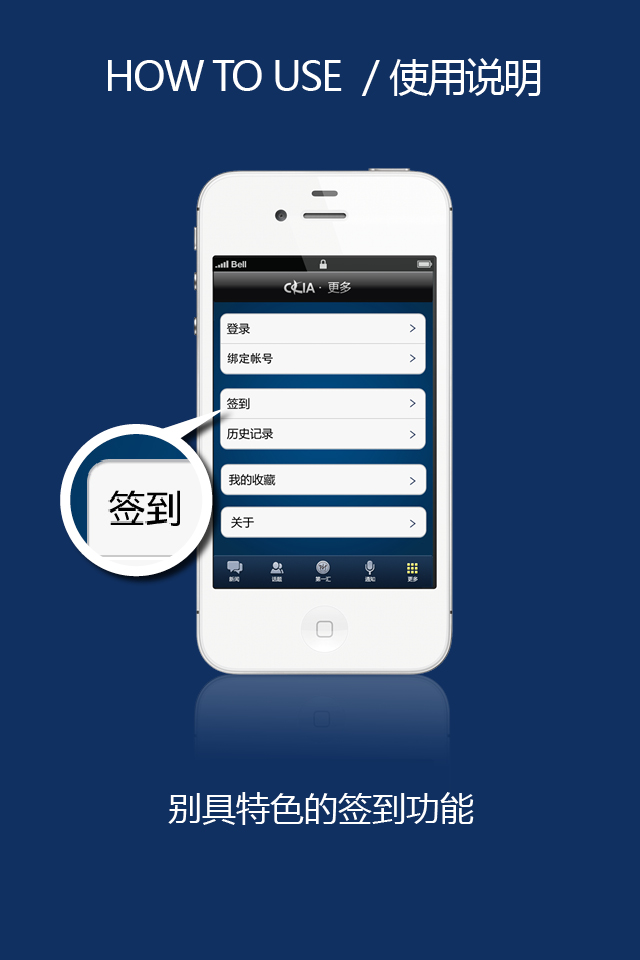 HOW TO USE / 使用说明
Bell
CLIA · 更多
登录
绑定帐号
签到
历史记录
签到
我的收藏
关于
新闻
话题
第一汇
通知
更多
别具特色的签到功能